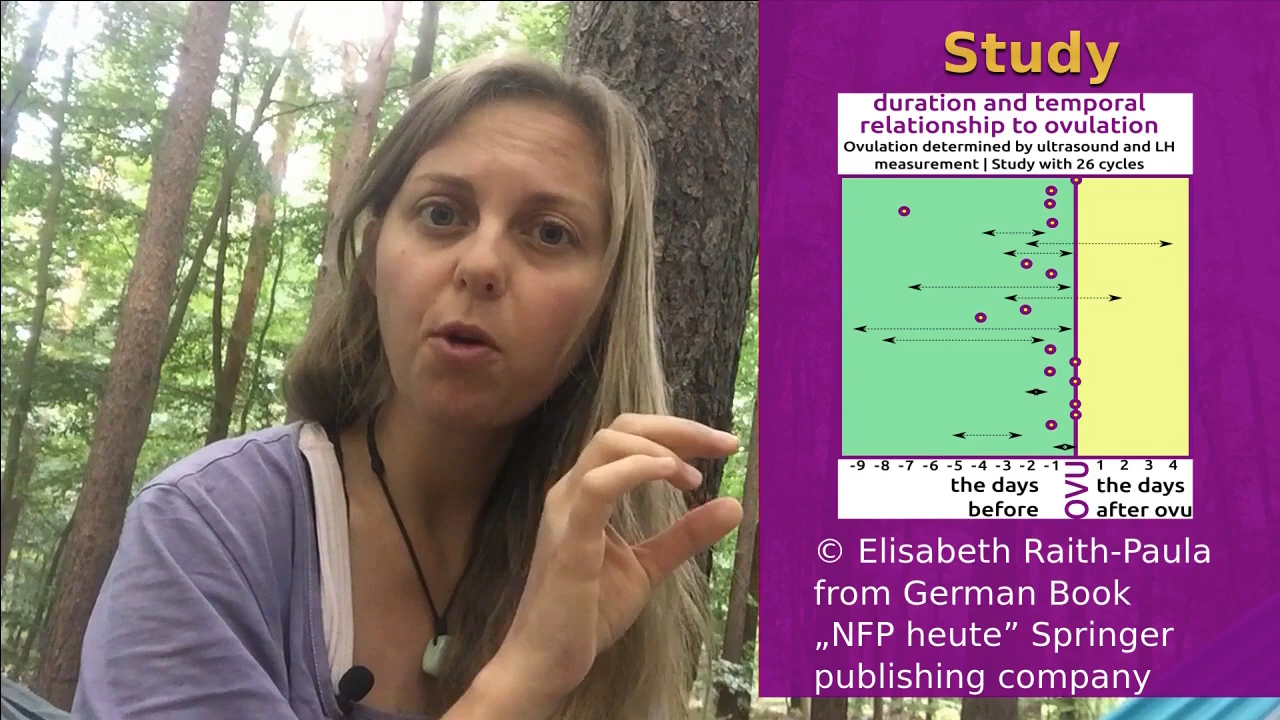 Study
duration and temporal
relationship to ovulation
Ovulation determined by ultrasound and LH
measurement | Study with 26 cycles
-9 -8 -7 -6 -5 -4 -3 -2 -1 OVU 1 2 3 4
the days the days
before after ovu
© Elisabeth Raith-Paula
from German Book
„NFP heute” Springer
publishing company